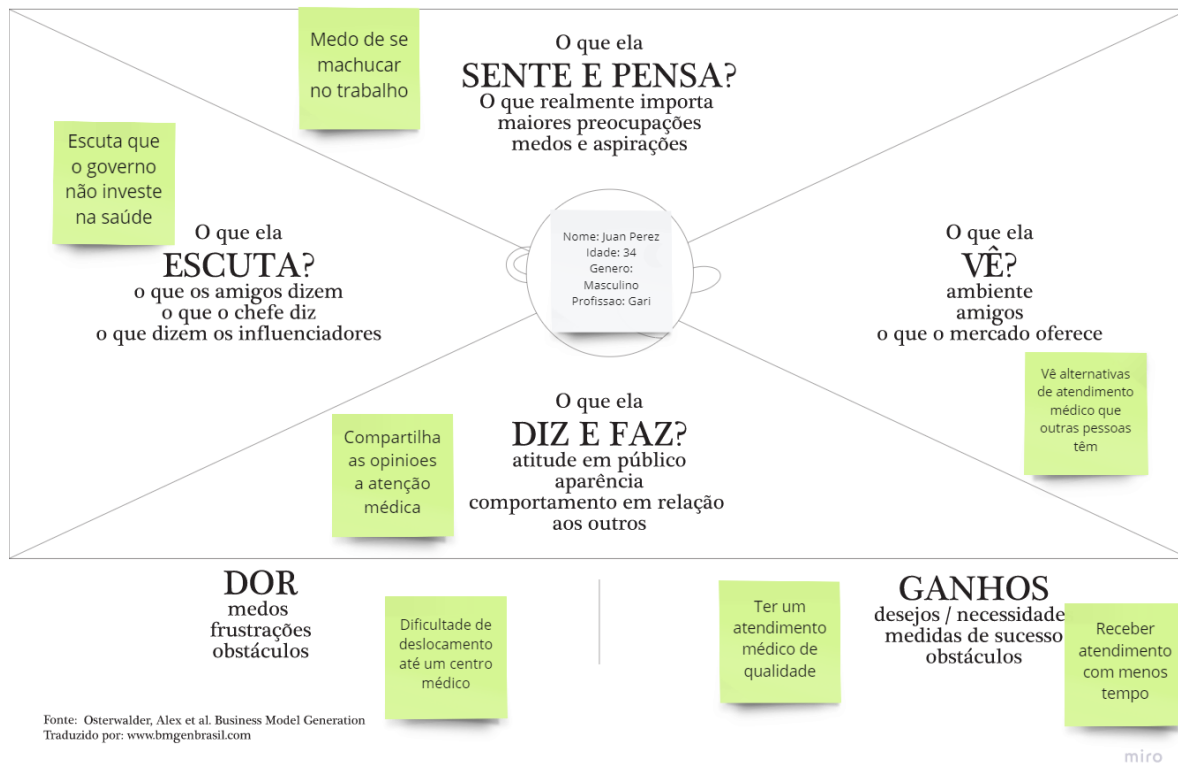 Medo de se
machucar
no trabalho
O que ela
SENTE E PENSA?
O que realmente importa
maiores preocupações
medos e aspirações
Escuta que
o governo
não investe
na saúde
O que ela
ESCUTA?
o que os amigos dizem
o que o chefe diz
o que dizem os influenciadores
Nome: Juan Perez
Idade: 34
Genero:
Masculino
Profissao: Gari
O que ela
VÊ?
ambiente
amigos
o que o mercado oferece
Vê alternativas
de atendimento
médico que
outras pessoas
têm
Compartilha
as opinioes
a atenção
médica
O que ela
DIZ E FAZ?
atitude em público
aparência
comportamento em relação
aos outros
DOR
medos
frustrações
obstáculos
Dificultade de
deslocamento
até um centro
médico
Ter um
atendimento
médico de
qualidade
GANHOS
desejos / necessidade
medidas de sucesso
obstáculos
Receber
atendimento
com menos
tempo
Fonte: Osterwalder, Alex et al. Business Model Generation
Traduzido por: www.bmgenbrasil.com
miro